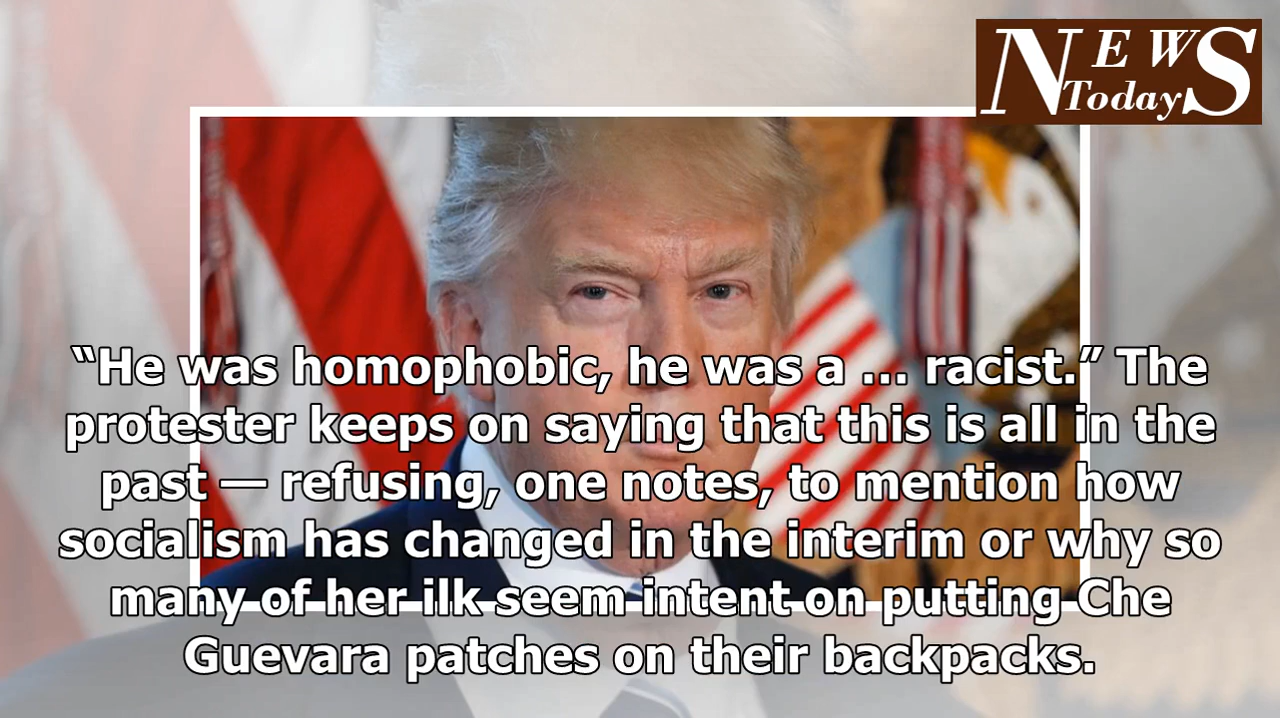 NEWS
Today
“He was homophobic, he was a ... racist.” The
protester keeps on saying that this is all in the
past — refusing, one notes, to mention how
socialism has changed in the interim or why so
many of her ilk seem intent on putting Che
Guevara patches on their backpacks.